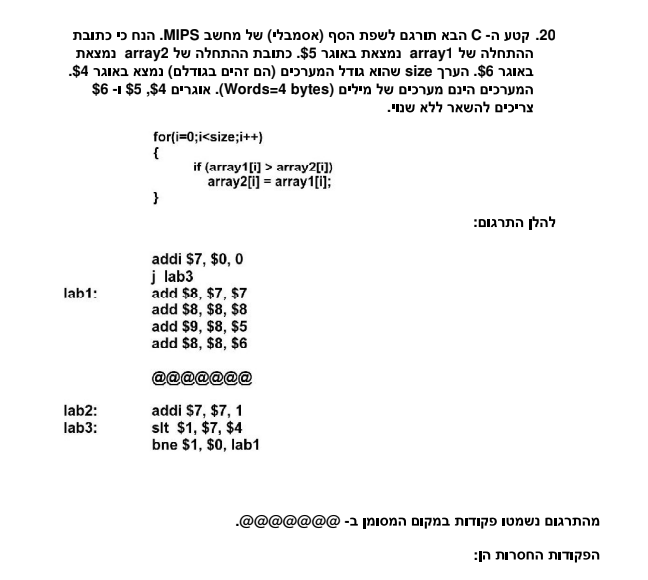 20. קטע ה- C הבא תורגם לשפת הסף (אסמבלי) של מחשב MIPS. הנח כי כתובת
ההתחלה של array1 נמצאת באוגר $5. כתובת ההתחלה של array2 נמצאת
באוגר $6. הערך size שהוא גודל המערכים (הם זהים בגודלם) נמצא באוגר $4.
המערכים הינם מערכים של מילים (Words=4 bytes). אוגרים $4, $5 ו- $6
צריכים להשאר ללא שנוי.
for(i=0;i<size;i++)
{
if (array1[i] > array2[i])
array2[i] = array1[i];
}
להלן התרגום:
addi $7, $0, 0
j lab3
lab1: add $8, $7, $7
add $8, $8, $8
add $9, $8, $5
add $8, $8, $6
@@@@@@@
lab2: addi $7, $7, 1
lab3: slt $1, $7, $4
bne $1, $0, lab1
מהתרגום נשמטו פקודות במקום המסומן ב- @@@@@@@.
הפקודות החסרות הן: